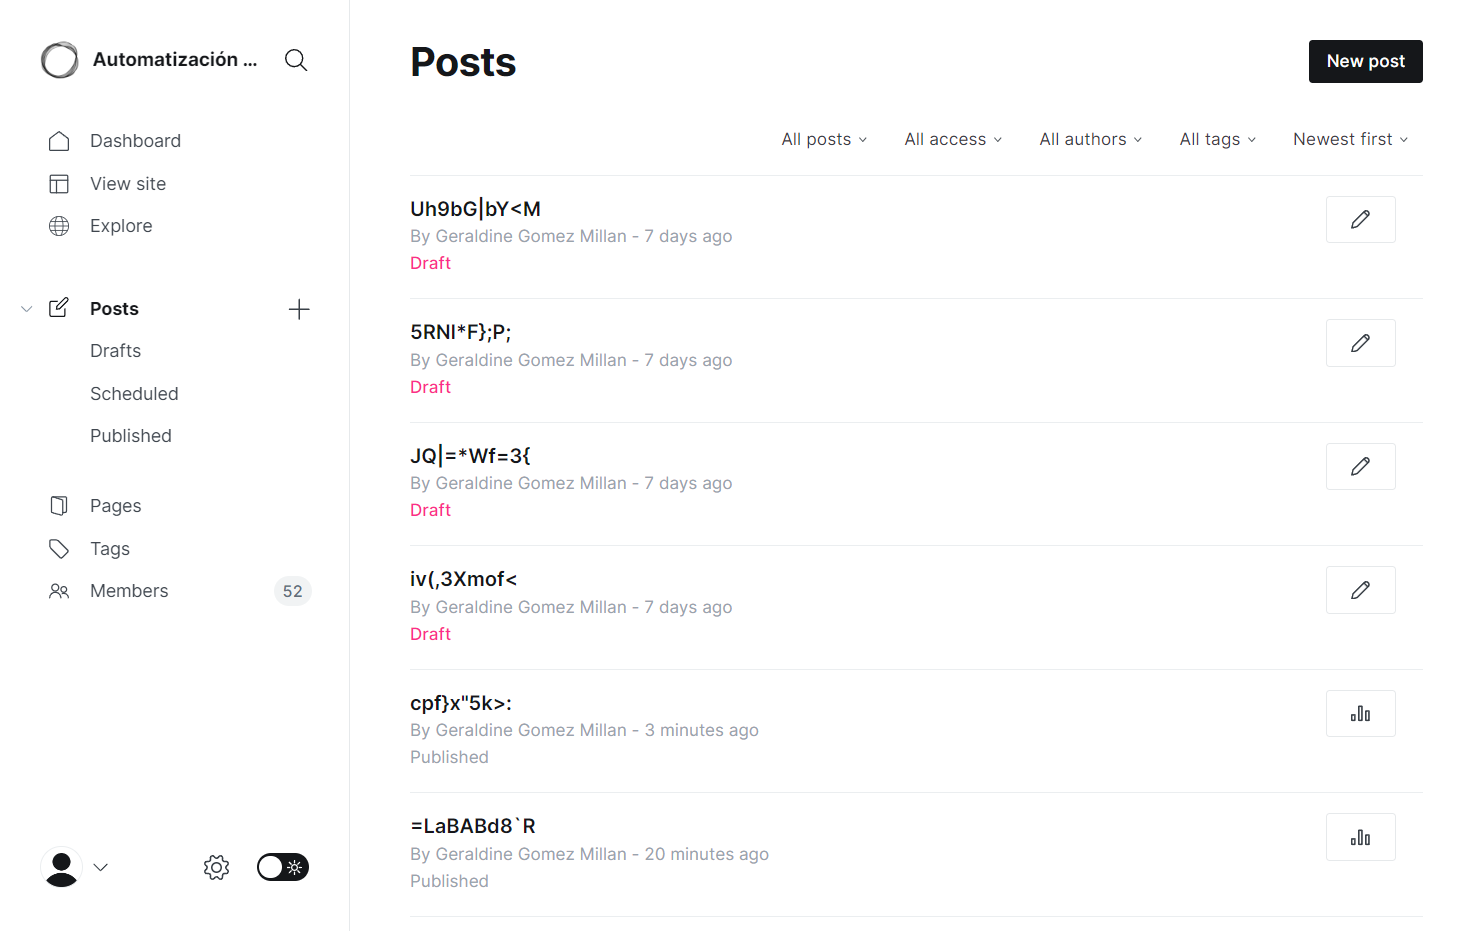 Automatización ...
Dashboard
View site
Explore
Posts
Drafts
Scheduled
Published
Pages
Tags
Members 52
Posts
New post
All posts All access All authors All tags Newest first
Uh9bG|bY<M
By Geraldine Gomez Millan - 7 days ago
Draft
5RNI*F};P;
By Geraldine Gomez Millan - 7 days ago
Draft
JQ|=*Wf=3{
By Geraldine Gomez Millan - 7 days ago
Draft
iv(,3Xmof<
By Geraldine Gomez Millan - 7 days ago
Draft
cpf}x"5k>:
By Geraldine Gomez Millan - 3 minutes ago
Published
=LaBABd8`R
By Geraldine Gomez Millan - 20 minutes ago
Published